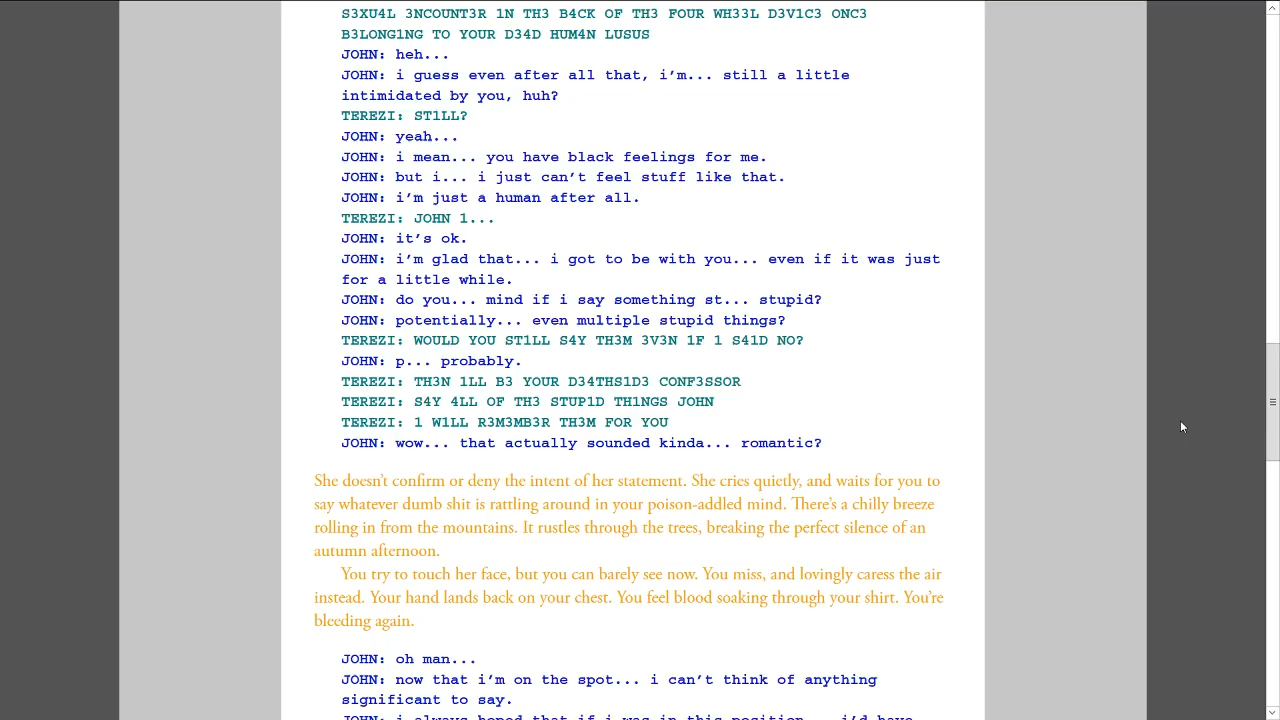 S3XU4L 3NCOUNT3R 1N TH3 B4CK OF TH3 FOUR WH33L D3V1C3 ONC3
B3LONG1NG TO YOUR D34D HUM4N LUSUS
JOHN: heh...
JOHN: i guess even after all that, i’m... still a little
intimidated by you, huh?
TEREZI: ST1LL?
JOHN: yeah...
JOHN: i mean... you have black feelings for me.
JOHN: but i... i just can’t feel stuff like that.
JOHN: i’m just a human after all.
TEREZI: JOHN 1...
JOHN: it’s ok.
JOHN: i’m glad that... i got to be with you... even if it was just
for a little while.
JOHN: do you... mind if i say something st... stupid?
JOHN: potentially... even multiple stupid things?
TEREZI: WOULD YOU ST1LL S4Y TH3M 3V3N 1F 1 S41D NO?
JOHN: p... probably.
TEREZI: TH3N 1LL B3 YOUR D34THS1D3 CONF3SSOR
TEREZI: S4Y 4LL OF TH3 STUP1D TH1NGS JOHN
TEREZI: 1 W1LL R3M3MB3R TH3M FOR YOU
JOHN: wow... that actually sounded kinda... romantic?
She doesn’t confirm or deny the intent of her statement. She cries quietly, and waits for you to
say whatever dumb shit is rattling around in your poison-addled mind. There’s a chilly breeze
rolling in from the mountains. It rustles through the trees, breaking the perfect silence of an
autumn afternoon.
You try to touch her face, but you can barely see now. You miss, and lovingly caress the air
instead. Your hand lands back on your chest. You feel blood soaking through your shirt. You’re
bleeding again.
JOHN: oh man...
JOHN: now that i’m on the spot... i can’t think of anything
significant to say.
JOHN: i always hoped that if i was in this position... i’d have